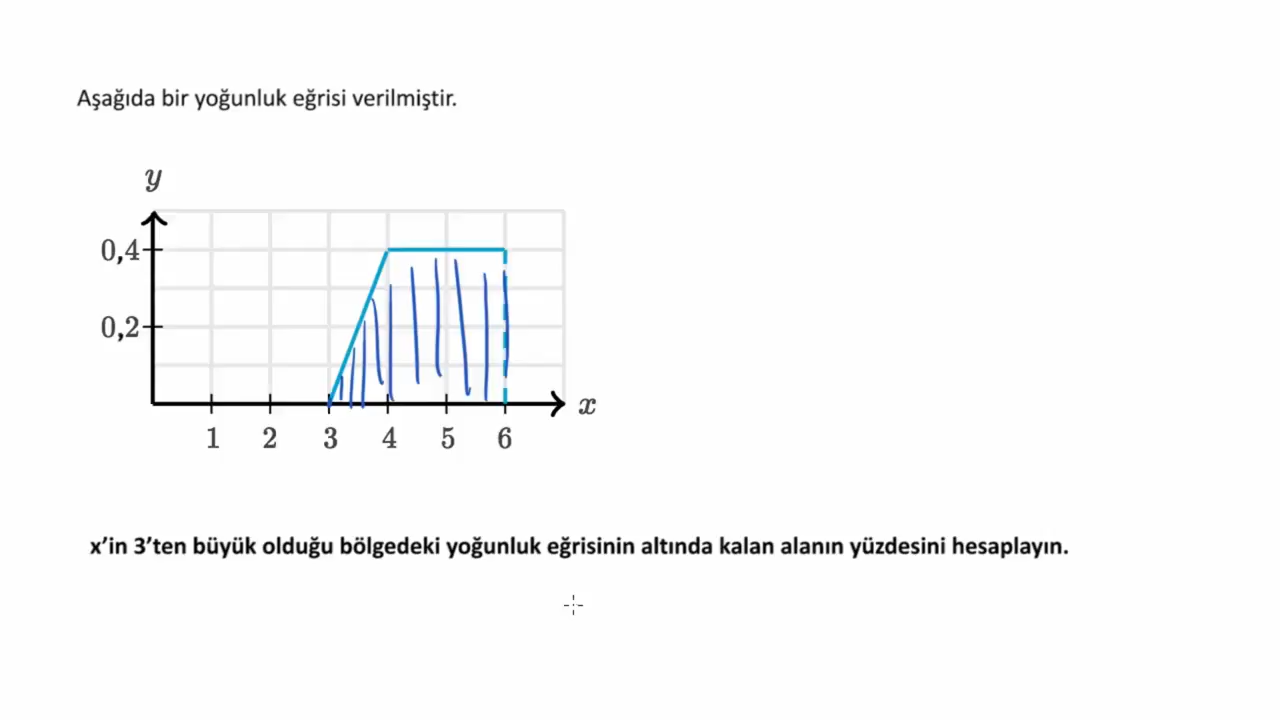 Aşağıda bir yoğunluk eğrisi verilmiştir.
y
0,4
0,2
x
1 2 3 4 5 6
x’in 3’ten büyük olduğu bölgedeki yoğunluk eğrisinin altında kalan alanın yüzdesini hesaplayın.